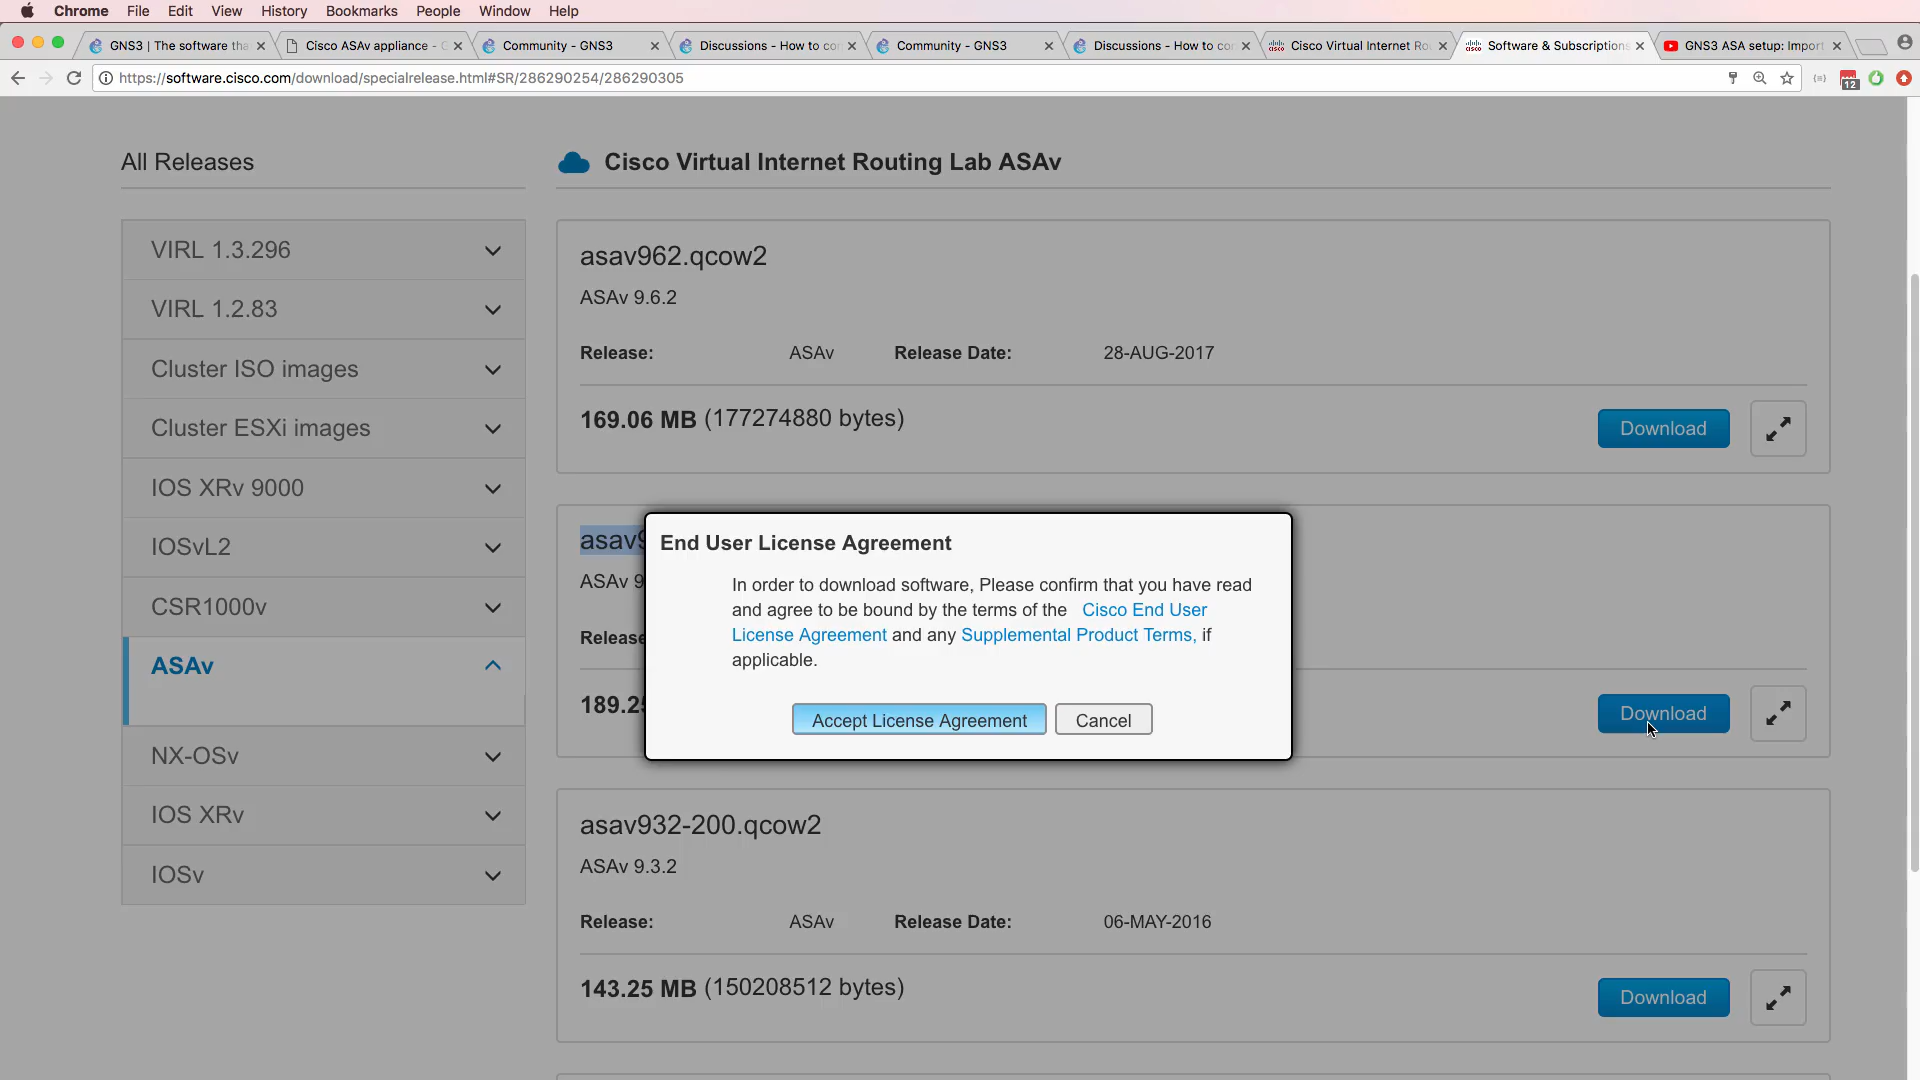 Chrome File Edit View History Bookmarks People Window Help
GNS3 | The software tha
Cisco ASAv appliance - G
Community - GNS3
Discussions - How to con
Community - GNS3
Discussions - How to con
Cisco Virtual Internet Ro
Software & Subscriptions
GNS3 ASA setup: Import
https://software.cisco.com/download/specialrelease.html#SR/286290254/286290305
12
All Releases
VIRL 1.3.296
VIRL 1.2.83
Cluster ISO images
Cluster ESXi images
IOS XRv 9000
IOSvL2
CSR1000v
ASAv
NX-OSv
IOS XRv
IOSv
Cisco Virtual Internet Routing Lab ASAv
asav962.qcow2
ASAv 9.6.2
Release: ASAv Release Date: 28-AUG-2017
169.06 MB (177274880 bytes)
Download
asav9
ASAv 9
Release
189.25
Download
End User License Agreement
In order to download software, Please confirm that you have read
and agree to be bound by the terms of the Cisco End User
License Agreement and any Supplemental Product Terms, if
applicable.
Accept License Agreement
Cancel
asav932-200.qcow2
ASAv 9.3.2
Release: ASAv Release Date: 06-MAY-2016
143.25 MB (150208512 bytes)
Download